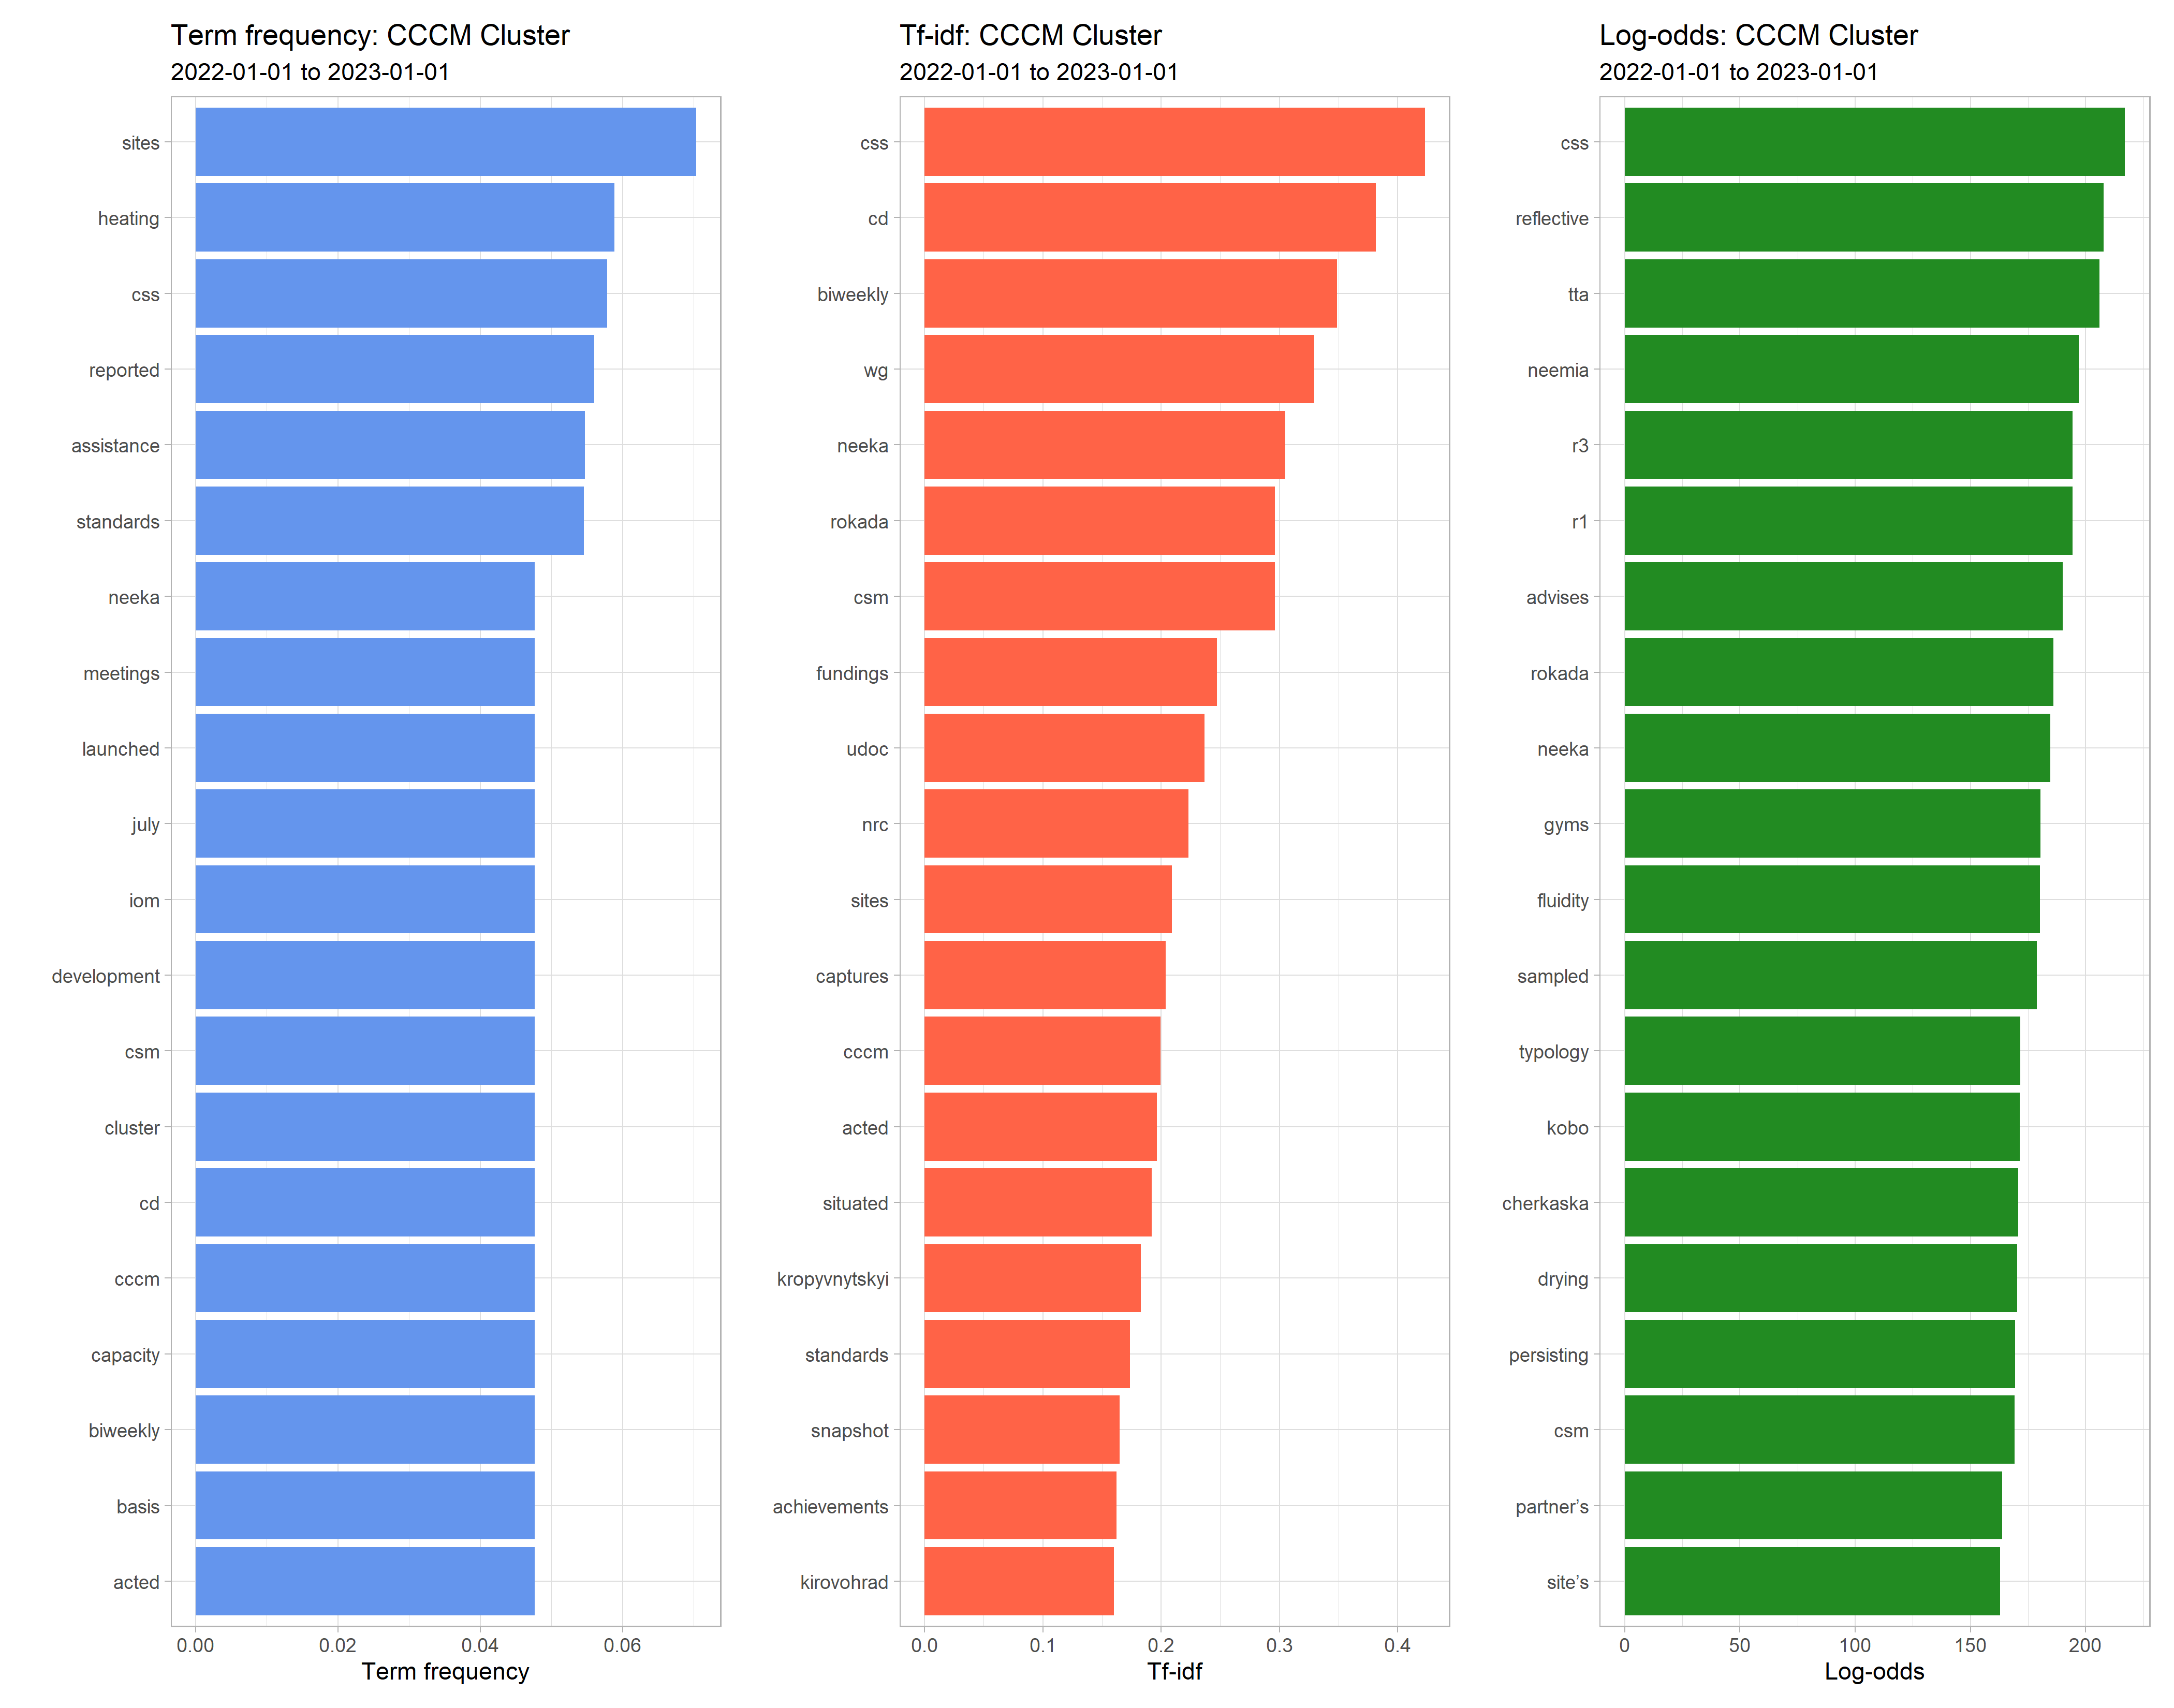 Term frequency: CCCM Cluster
2022-01-01 to 2023-01-01
sites
heating
css
reported
assistance
standards
neeka
meetings
launched
july
iom
development
csm
cluster
cd
cccm
capacity
biweekly
basis
acted
0.00 0.02 0.04 0.06
Term frequency
Tf-idf: CCCM Cluster
2022-01-01 to 2023-01-01
css
cd
biweekly
wg
neeka
rokada
csm
fundings
udoc
nrc
sites
captures
cccm
acted
situated
kropyvnytskyi
standards
snapshot
achievements
kirovohrad
0.0 0.1 0.2 0.3 0.4
Tf-idf
Log-odds: CCCM Cluster
2022-01-01 to 2023-01-01
css
reflective
tta
neemia
r3
r1
advises
rokada
neeka
gyms
fluidity
sampled
typology
kobo
cherkaska
drying
persisting
csm
partner’s
site’s
0 50 100 150 200
Log-odds